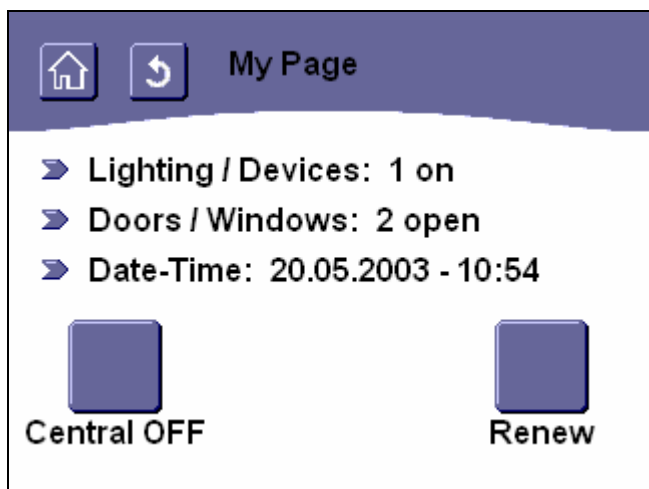 My Page
Lighting / Devices: 1 on
Doors / Windows: 2 open
Date-Time: 20.05.2003 - 10:54
Central OFF
Renew